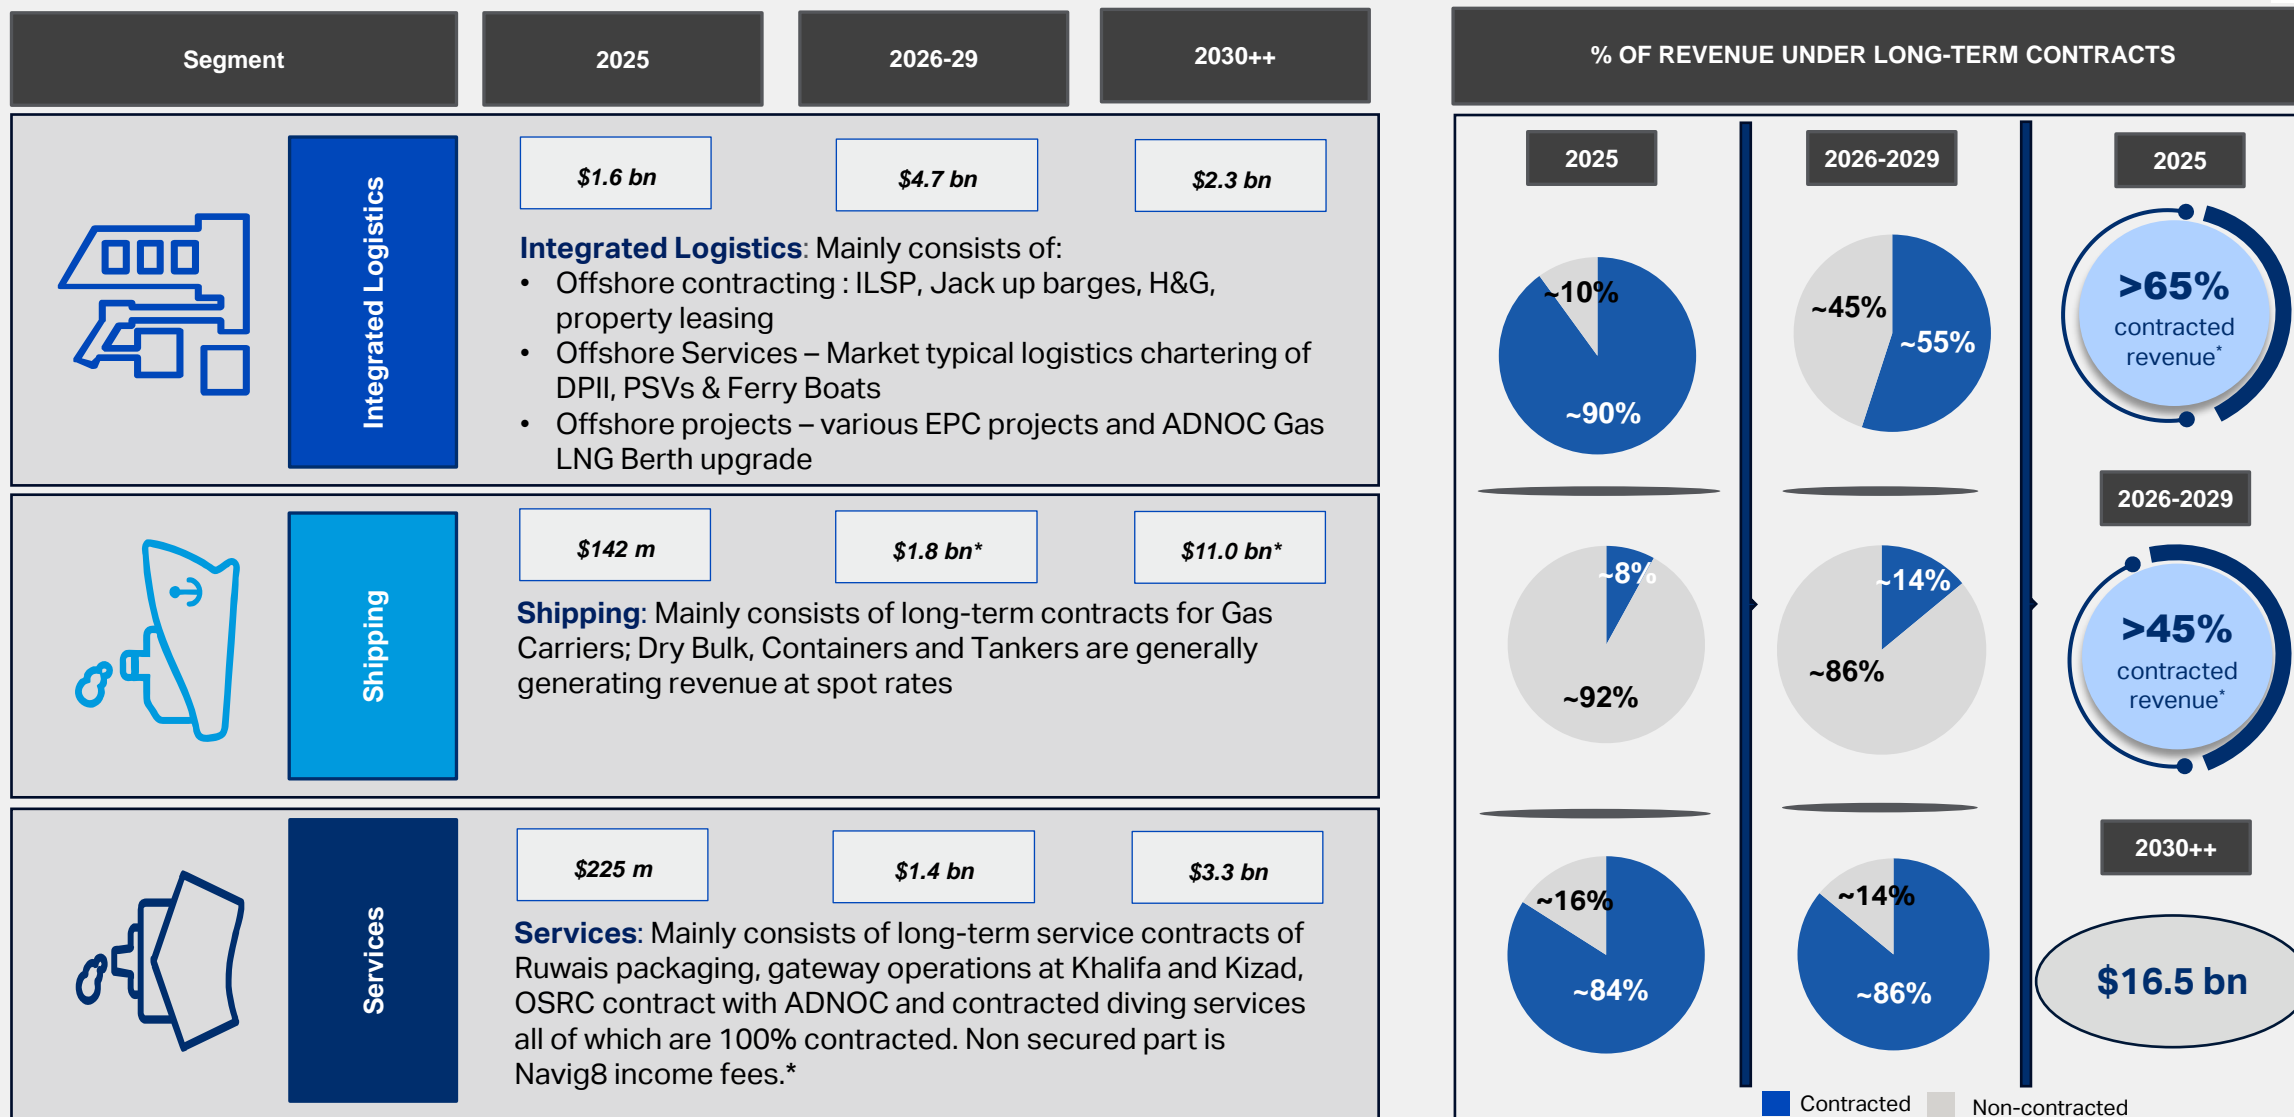 Segment
2025
2026-29
2030++
% OF REVENUE UNDER LONG-TERM CONTRACTS
Integrated Logistics
$1.6 bn
$4.7 bn
$2.3 bn
Integrated Logistics: Mainly consists of:
• Offshore contracting : ILSP, Jack up barges, H&G,
property leasing
• Offshore Services – Market typical logistics chartering of
DPII, PSVs & Ferry Boats
• Offshore projects – various EPC projects and ADNOC Gas
LNG Berth upgrade
Shipping
$142 m
$1.8 bn*
$11.0 bn*
Shipping: Mainly consists of long-term contracts for Gas
Carriers; Dry Bulk, Containers and Tankers are generally
generating revenue at spot rates
Services
$225 m
$1.4 bn
$3.3 bn
Services: Mainly consists of long-term service contracts of
Ruwais packaging, gateway operations at Khalifa and Kizad,
OSRC contract with ADNOC and contracted diving services
all of which are 100% contracted. Non secured part is
Navig8 income fees.*
2025
~10%
~90%
~8%
~92%
~16%
~84%
2026-2029
~45%
~55%
~14%
~86%
~14%
~86%
2025
>65%
contracted
revenue*
2026-2029
>45%
contracted
revenue*
2030++
$16.5 bn
Contracted
Non-contracted